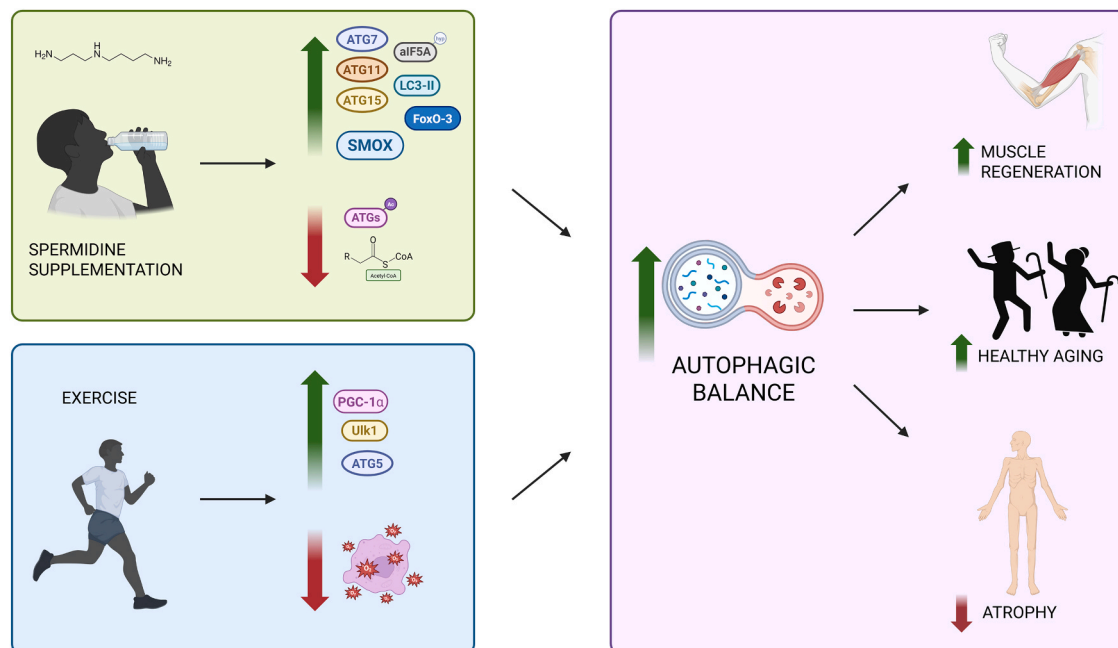 H
H₂N
N
NH₂
SPERMIDINE
SUPPLEMENTATION
ATG7
hyp
aIF5A
ATG11
LC3-II
ATG15
FoxO-3
SMOX
Ac
ATGs
O
R
S
CoA
Acetyl CoA
EXERCISE
PGC-1α
Ulk1
ATG5
AUTOPHAGIC
BALANCE
MUSCLE
REGENERATION
HEALTHY AGING
ATROPHY